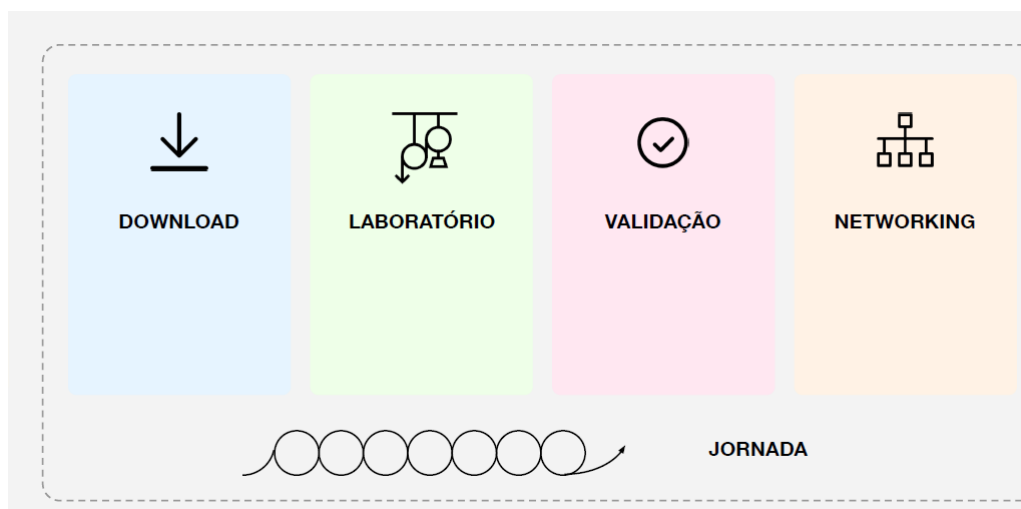 DOWNLOAD
LABORATÓRIO
VALIDAÇÃO
NETWORKING
JORNADA